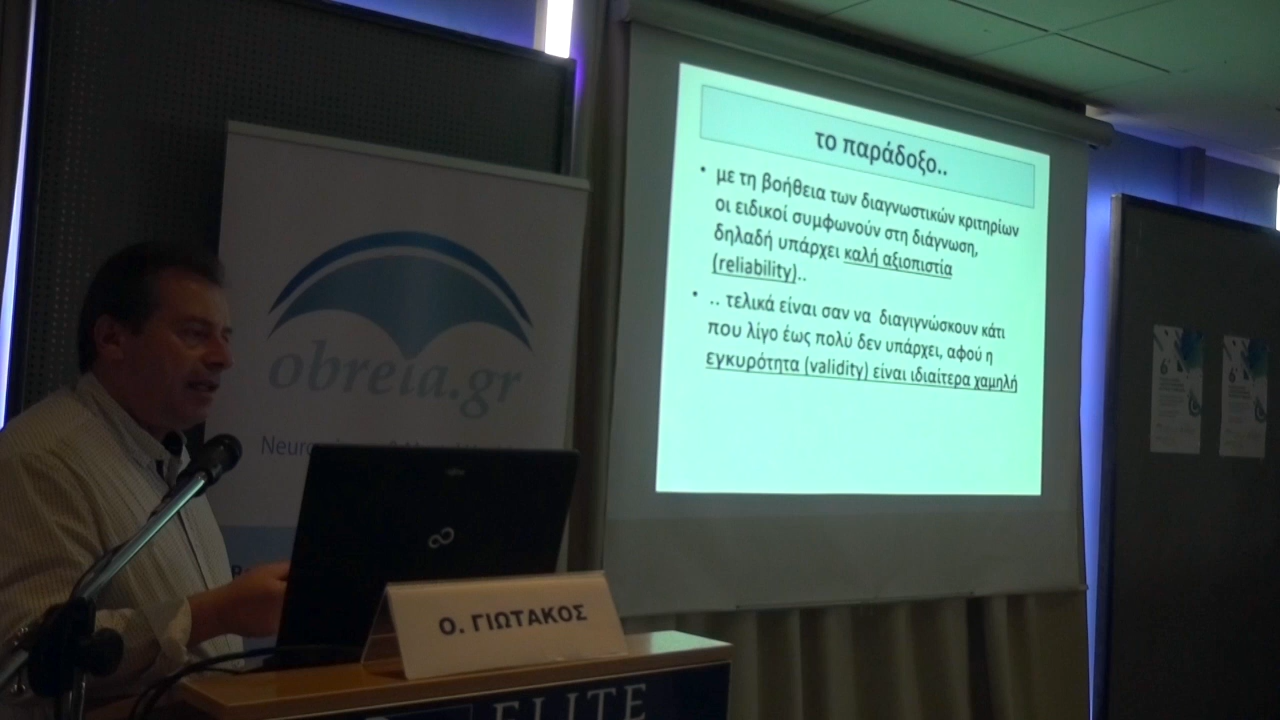 το παράδοξο..
• με τη βοήθεια των διαγνωστικών κριτηρίων
οι ειδικοί συμφωνούν στη διάγνωση,
δηλαδή υπάρχει καλή αξιοπιστία
(reliability)..
• .. τελικά είναι σαν να διαγιγνώσκουν κάτι
που λίγο έως πολύ δεν υπάρχει, αφού η
εγκυρότητα (validity) είναι ιδιαίτερα χαμηλή
obreia.gr
Ο. ΓΙΩΤΑΚΟΣ
ELITE